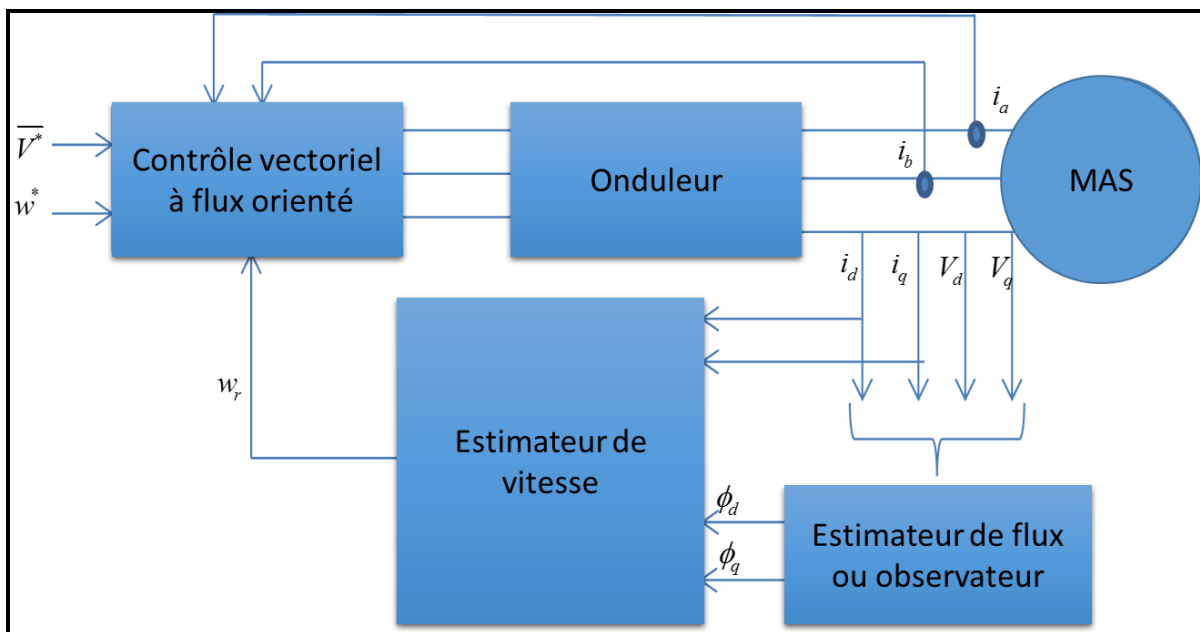 i_a
\overline{V^*}
w^*
Contrôle vectoriel
à flux orienté
Onduleur
i_b
MAS
i_d
i_q
V_d
V_q
w_r
Estimateur de
vitesse
ϕ_d
ϕ_q
Estimateur de flux
ou observateur